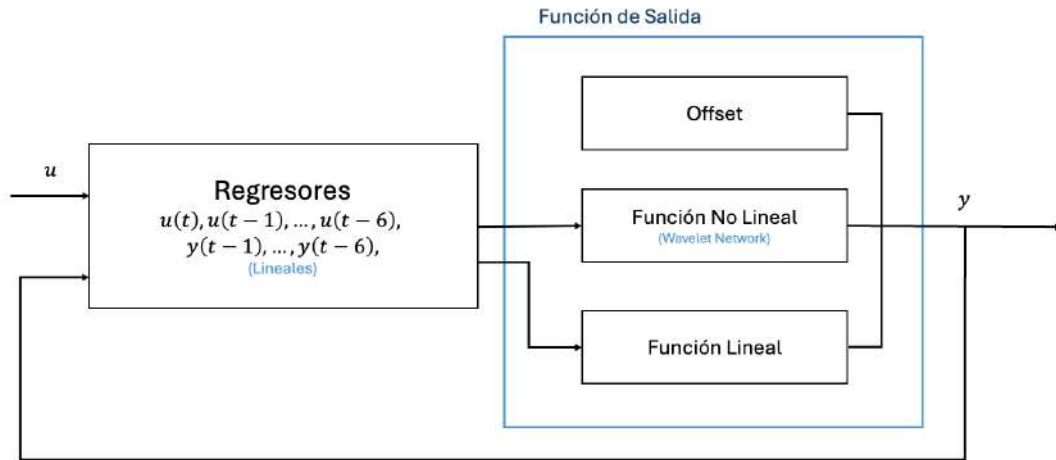 Función de Salida
Offset
u
Regresores
u(t), u(t − 1), …, u(t − 6),
y(t − 1), …, y(t − 6),
(Lineales)
Función No Lineal
(Wavelet Network)
y
Función Lineal